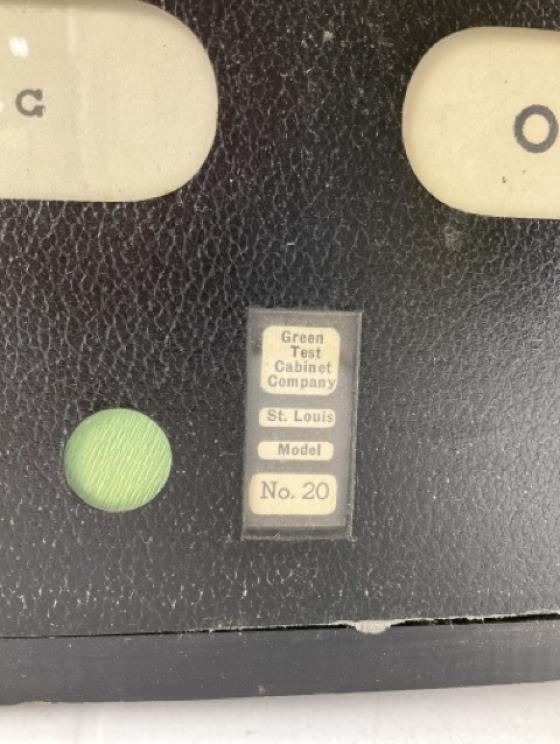 G
O
Green
Test
Cabinet
Company
St. Louis
Model
No. 20